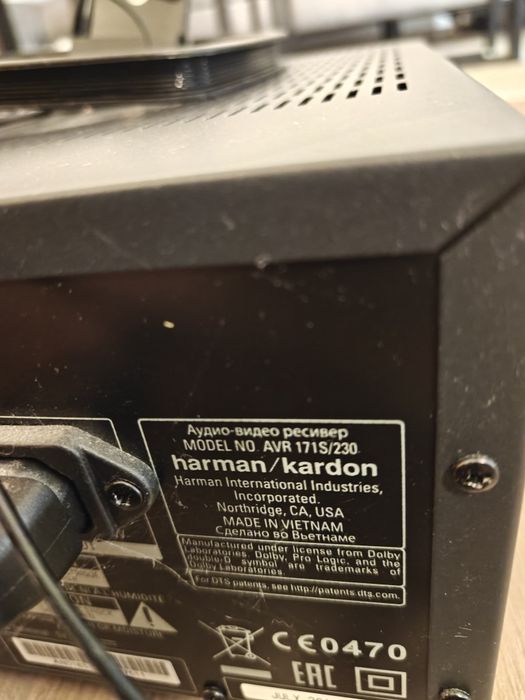 Аудио-видео ресивер
MODEL NO. AVR 171S/230
harman/kardon
Harman International Industries,
Incorporated.
Northridge, CA, USA
MADE IN VIETNAM
Сделано во Вьетнаме
Manufactured under license from Dolby
Laboratories. Dolby, Pro Logic, and the
double-D symbol are trademarks of
Dolby Laboratories.
For DTS patents, see http://patents.dts.com.
CE0470
EAC
JULY